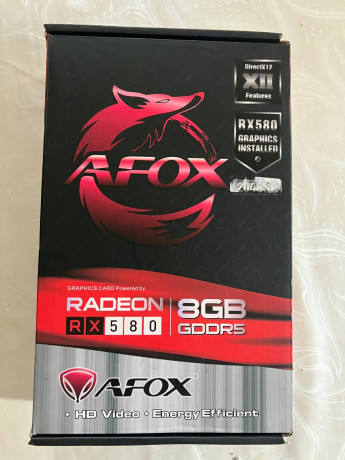 DirectX12
XII
Features
RX580
GRAPHICS
INSTALLED
AFOX
2048SP
GRAPHICS CARD Powered by
RADEON
RX580
8GB
GDDR5
AFOX
• HD Video • Energy Efficient